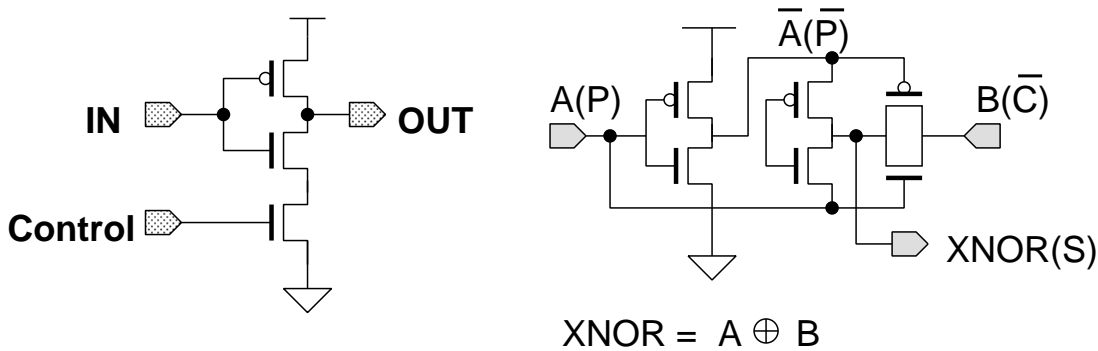 IN
OUT
Control
A̅(P̅)
A(P)
B(C̅)
XNOR(S)
XNOR = A ⊕ B